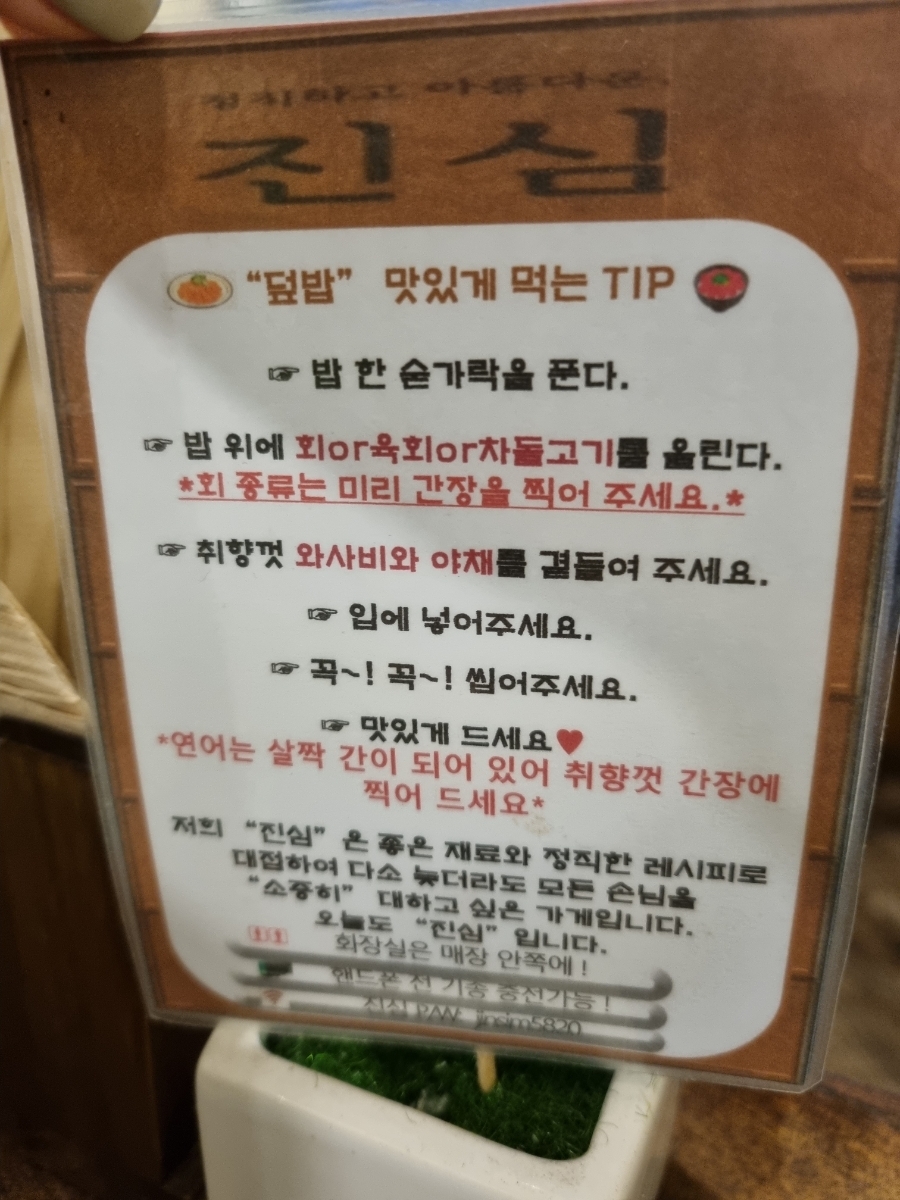 정직하고 아름다운
진심
“덮밥” 맛있게 먹는 TIP
☞ 밥 한 숟가락을 푼다.
☞ 밥 위에 회or육회or차돌고기를 올린다.
*회 종류는 미리 간장을 찍어 주세요.*
☞ 취향껏 와사비와 야채를 곁들여 주세요.
☞ 입에 넣어주세요.
☞ 꼭~! 꼭~! 씹어주세요.
☞ 맛있게 드세요♥
*연어는 살짝 간이 되어 있어 취향껏 간장에
찍어 드세요*
저희 “진심” 은 좋은 재료와 정직한 레시피로
대접하여 다소 늦더라도 모든 손님을
“소중히” 대하고 싶은 가게입니다.
오늘도 “진심” 입니다.
화장실은 매장 안쪽에 !
핸드폰 전 기종 충전가능 !
진심 P.W: jinsim5820